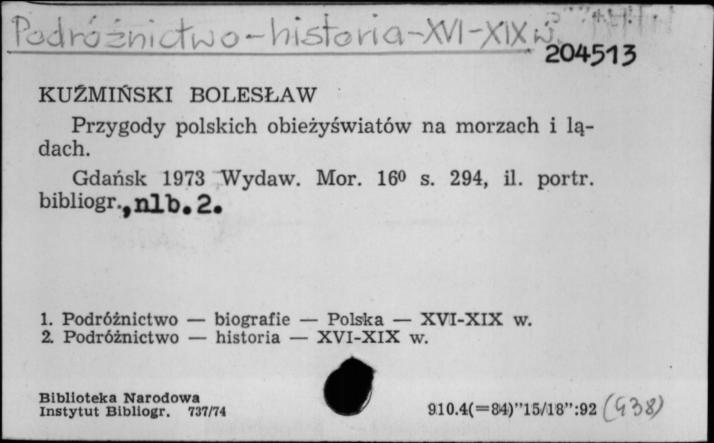 Podróżnictwo - historia - XVI-XIX w.
204513
KUŹMIŃSKI BOLESŁAW
Przygody polskich obieżyświatów na morzach i lą-
dach.
Gdańsk 1973 Wydaw. Mor. 16⁰ s. 294, il. portr.
bibliogr., nlb. 2.
1. Podróżnictwo — biografie — Polska — XVI-XIX w.
2. Podróżnictwo — historia — XVI-XIX w.
Biblioteka Narodowa
Instytut Bibliogr. 737/74
910.4(=84)"15/18":92 (438)